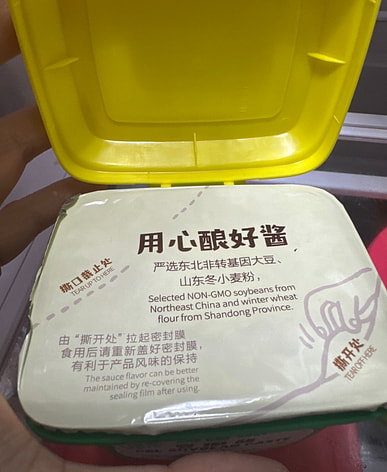 用心酿好酱
严选东北非转基因大豆、
山东冬小麦粉，
Selected NON-GMO soybeans from
Northeast China and winter wheat
flour from Shandong Province.
撕口截止处
TEAR UP TO HERE
由“撕开处”拉起密封膜
食用后请重新盖好密封膜，
有利于产品风味的保持
The sauce flavor can be better
maintained by re-covering the
sealing film after using.
撕开处
TEAR OFF HERE